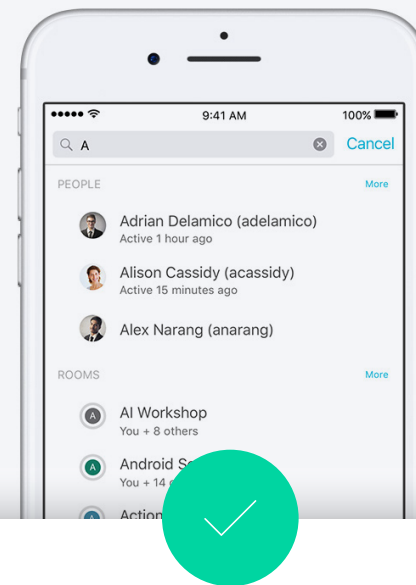 9:41 AM
100%
A
Cancel
PEOPLE
More
Adrian Delamico (adelamico)
Active 1 hour ago
Alison Cassidy (acassidy)
Active 15 minutes ago
Alex Narang (anarang)
ROOMS
More
A
AI Workshop
You + 8 others
A
Android
You + 14
A